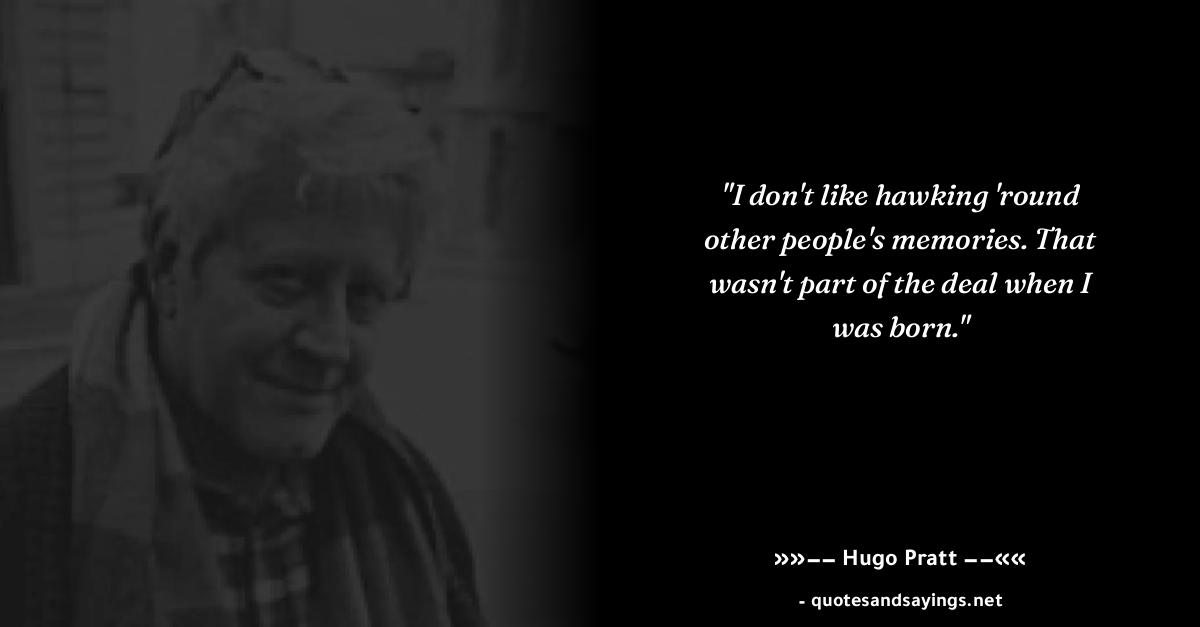 "I don't like hawking 'round
other people's memories. That
wasn't part of the deal when I
was born."
»»–– Hugo Pratt ––««
- quotesandsayings.net